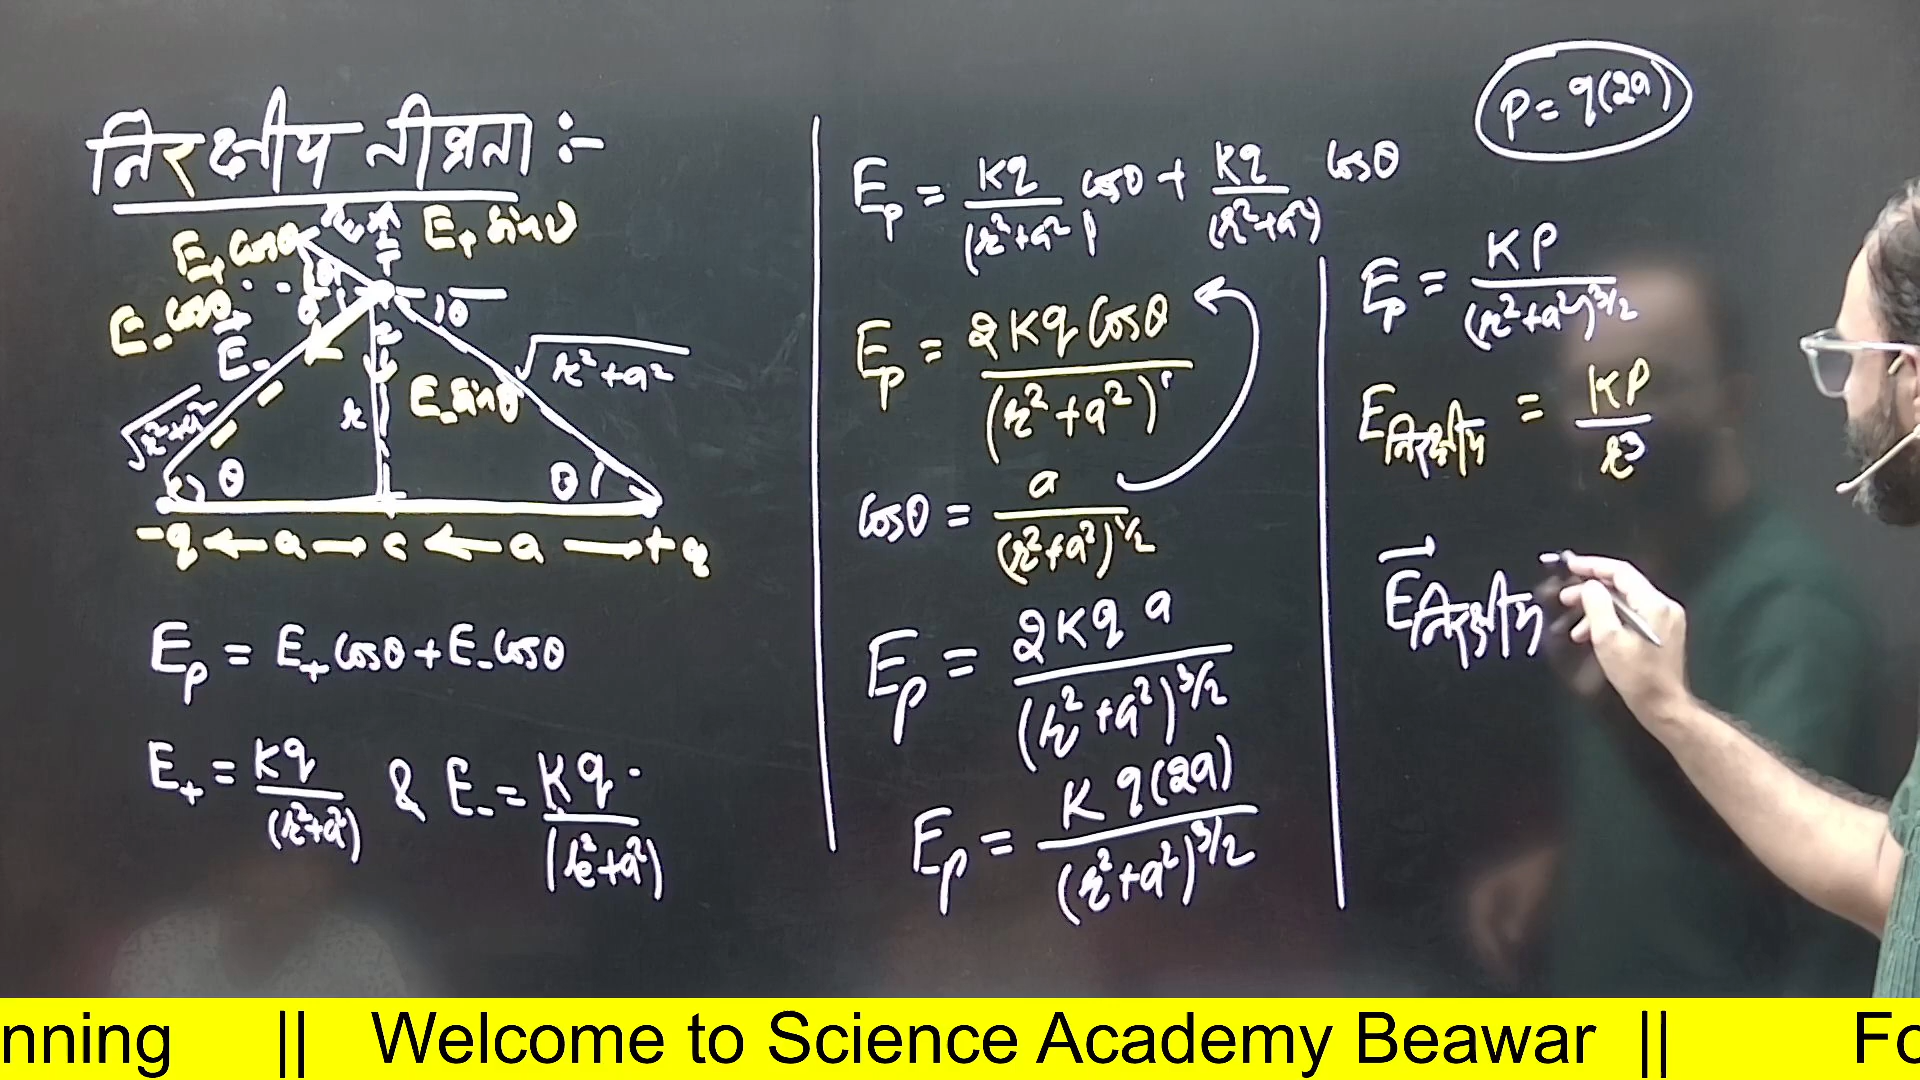 निरक्षीय तीव्रता :-
E₊ cosθ
E₊ sinθ
E₋ cosθ
θ
E₋
√r²+a²
√r²+a²
r
E₋ sinθ
θ
θ
-q ← a → c ← a → +q
Eₚ = E₊ cosθ + E₋ cosθ
E₊ = Kq/(r²+a²) & E₋ = Kq/(r²+a²)
Eₚ = Kq/(r²+a²) cosθ + Kq/(r²+a²) cosθ
Eₚ = 2Kq cosθ/(r²+a²)'
cosθ = a/(r²+a²)^1/2
Eₚ = 2Kq a/(r²+a²)^3/2
Eₚ = K q(2a)/(r²+a²)^3/2
P = q(2a)
Eₚ = KP/(r²+a²)^3/2
E निरक्षीय = KP/r³
E⃗ निरक्षीय
nning || Welcome to Science Academy Beawar || Fo